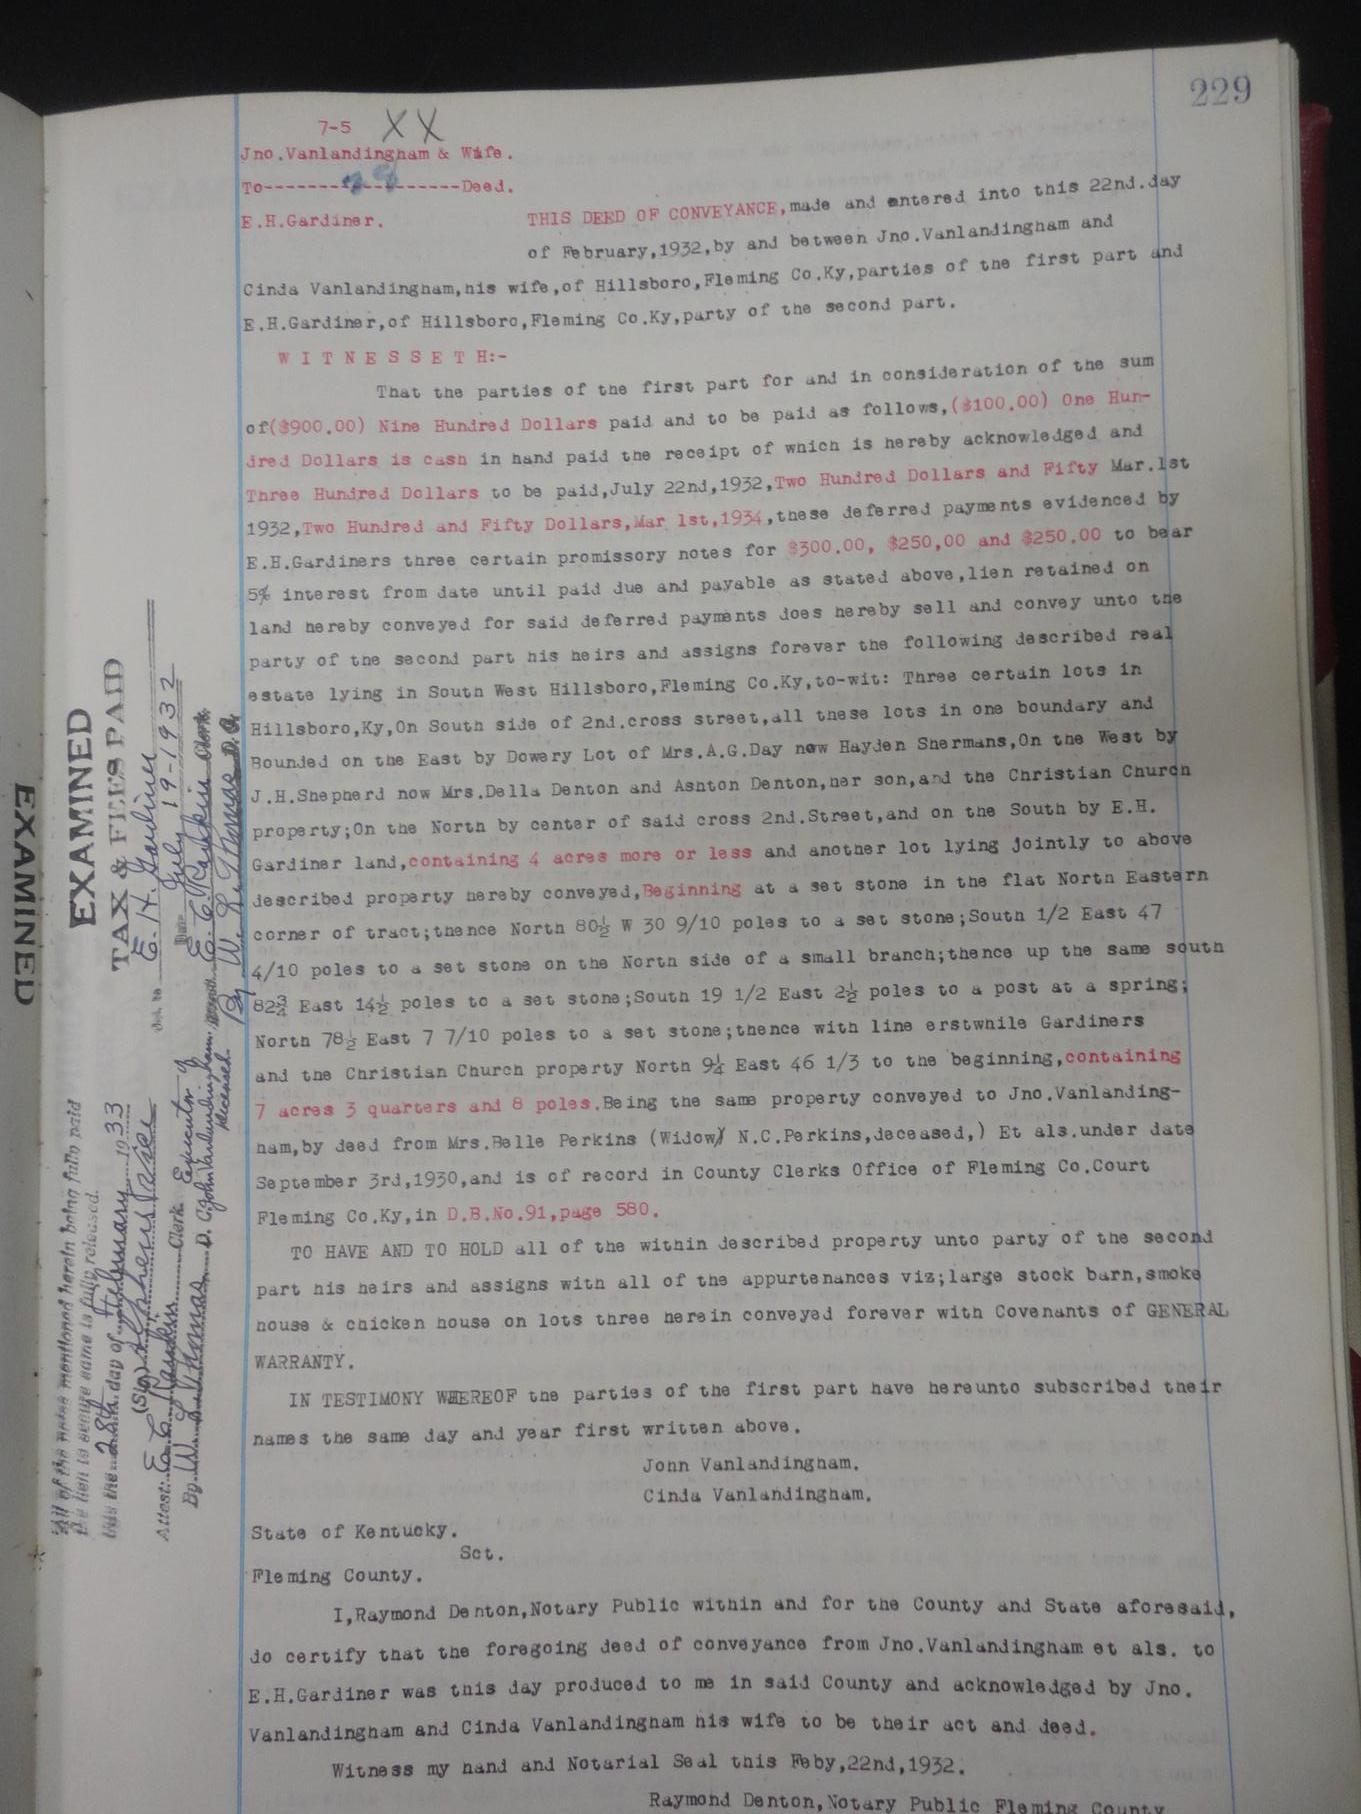 229
7-5 XX
Jno.Vanlandingham & Wife.
To-----------------Deed.
E.H.Gardiner.
THIS DEED OF CONVEYANCE,made and entered into this 22nd.day
of February,1932,by and between Jno.Vanlandingham and
Cinda Vanlandingham,his wife,of Hillsboro,Fleming Co.Ky,parties of the first part and
E.H.Gardiner,of Hillsboro,Fleming Co.Ky,party of the second part.
W I T N E S S E T H:-
That the parties of the first part for and in consideration of the sum
of($900.00) Nine Hundred Dollars paid and to be paid as follows,($100.00) One Hun-
dred Dollars is cash in hand paid the receipt of which is hereby acknowledged and
Three Hundred Dollars to be paid,July 22nd,1932,Two Hundred Dollars and Fifty Mar.1st
1932,Two Hundred and Fifty Dollars,Mar 1st,1934,these deferred payments evidenced by
E.H.Gardiners three certain promissory notes for $300.00, $250,00 and $250.00 to bear
5% interest from date until paid due and payable as stated above,lien retained on
land hereby conveyed for said deferred payments does hereby sell and convey unto the
party of the second part his heirs and assigns forever the following described real
estate lying in South West Hillsboro,Fleming Co.Ky,to-wit: Three certain lots in
Hillsboro,Ky,On South side of 2nd.cross street,all these lots in one boundary and
Bounded on the East by Dowery Lot of Mrs.A.G.Day now Hayden Shermans,On the West by
J.H.Shepherd now Mrs.Della Denton and Ashton Denton,her son,and the Christian Church
property;On the North by center of said cross 2nd.Street,and on the South by E.H.
Gardiner land,containing 4 acres more or less and another lot lying jointly to above
described property hereby conveyed,Beginning at a set stone in the flat North Eastern
corner of tract;thence North 80½ W 30 9/10 poles to a set stone;South 1/2 East 47
4/10 poles to a set stone on the North side of a small branch;thence up the same south
82¾ East 14½ poles to a set stone;South 19 1/2 East 2½ poles to a post at a spring;
North 78½ East 7 7/10 poles to a set stone;thence with line erstwhile Gardiners
and the Christian Church property North 9¼ East 46 1/3 to the beginning,containing
7 acres 3 quarters and 8 poles.Being the same property conveyed to Jno.Vanlanding-
ham,by deed from Mrs.Belle Perkins (Widow) N.C.Perkins,deceased,) Et als.under date
September 3rd,1930,and is of record in County Clerks Office of Fleming Co.Court
Fleming Co.Ky,in D.B.No.91,page 580.
TO HAVE AND TO HOLD all of the within described property unto party of the second
part his heirs and assigns with all of the appurtenances viz;large stock barn,smoke
house & chicken house on lots three herein conveyed forever with Covenants of GENERAL
WARRANTY.
IN TESTIMONY WHEREOF the parties of the first part have hereunto subscribed their
names the same day and year first written above.
John Vanlandingham.
Cinda Vanlandingham.
State of Kentucky.
Sct.
Fleming County.
I,Raymond Denton,Notary Public within and for the County and State aforesaid,
do certify that the foregoing deed of conveyance from Jno.Vanlandingham et als. to
E.H.Gardiner was this day produced to me in said County and acknowledged by Jno.
Vanlandingham and Cinda Vanlandingham his wife to be their act and deed.
Witness my hand and Notarial Seal this Feby,22nd,1932.
Raymond Denton,Notary Public Fleming County
EXAMINED
EXAMINED
TAX & FEES PAID
E.H. Gardiner
Date July 19-1932
Clerk
By W. L. Thomas D.C.
All of the notes mentioned herein being fully paid
the lien to secure same is fully released.
this the 28th day of February 1933
(Sig)
Executor of
John Vanlandingham
deceased.
Attest: Clerk
By W. L. Thomas D.C.